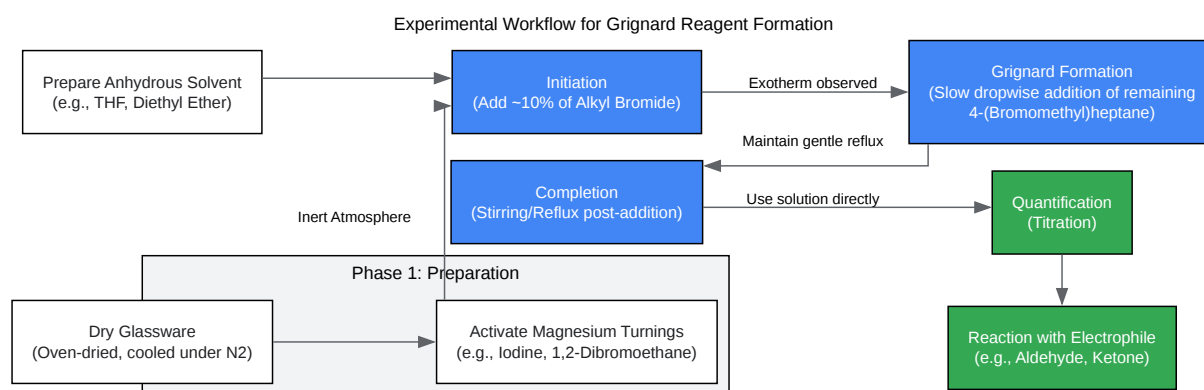 Experimental Workflow for Grignard Reagent Formation
Prepare Anhydrous Solvent
(e.g., THF, Diethyl Ether)
Initiation
(Add ~10% of Alkyl Bromide)
Exotherm observed
Grignard Formation
(Slow dropwise addition of remaining
4-(Bromomethyl)heptane)
Maintain gentle reflux
Completion
(Stirring/Reflux post-addition)
Use solution directly
Quantification
(Titration)
Inert Atmosphere
Phase 1: Preparation
Dry Glassware
(Oven-dried, cooled under N2)
Activate Magnesium Turnings
(e.g., Iodine, 1,2-Dibromoethane)
Reaction with Electrophile
(e.g., Aldehyde, Ketone)